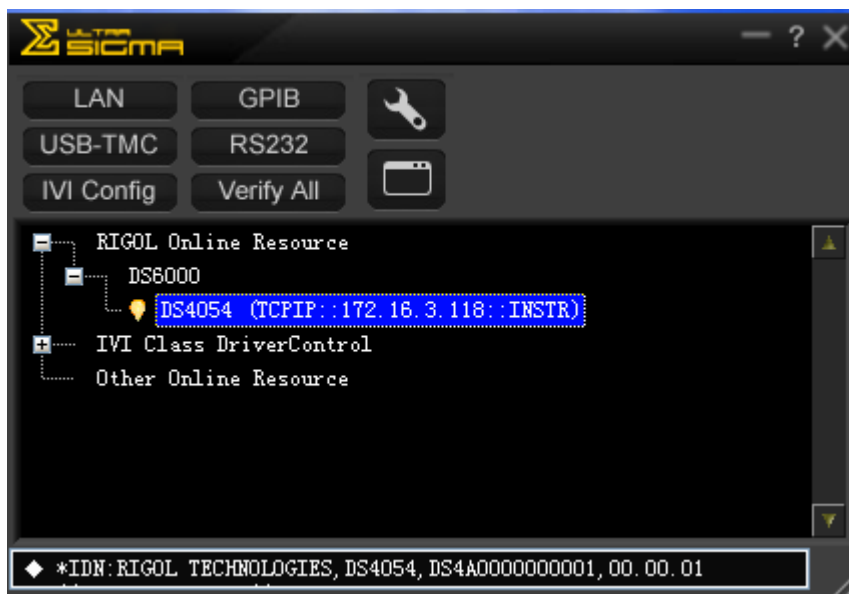 ULTRA
SIGMA
?
LAN GPIB
USB-TMC RS232
IVI Config Verify All
RIGOL Online Resource
DS6000
DS4054 (TCPIP::172.16.3.118::INSTR)
IVI Class DriverControl
Other Online Resource
*IDN:RIGOL TECHNOLOGIES,DS4054,DS4A0000000001,00.00.01